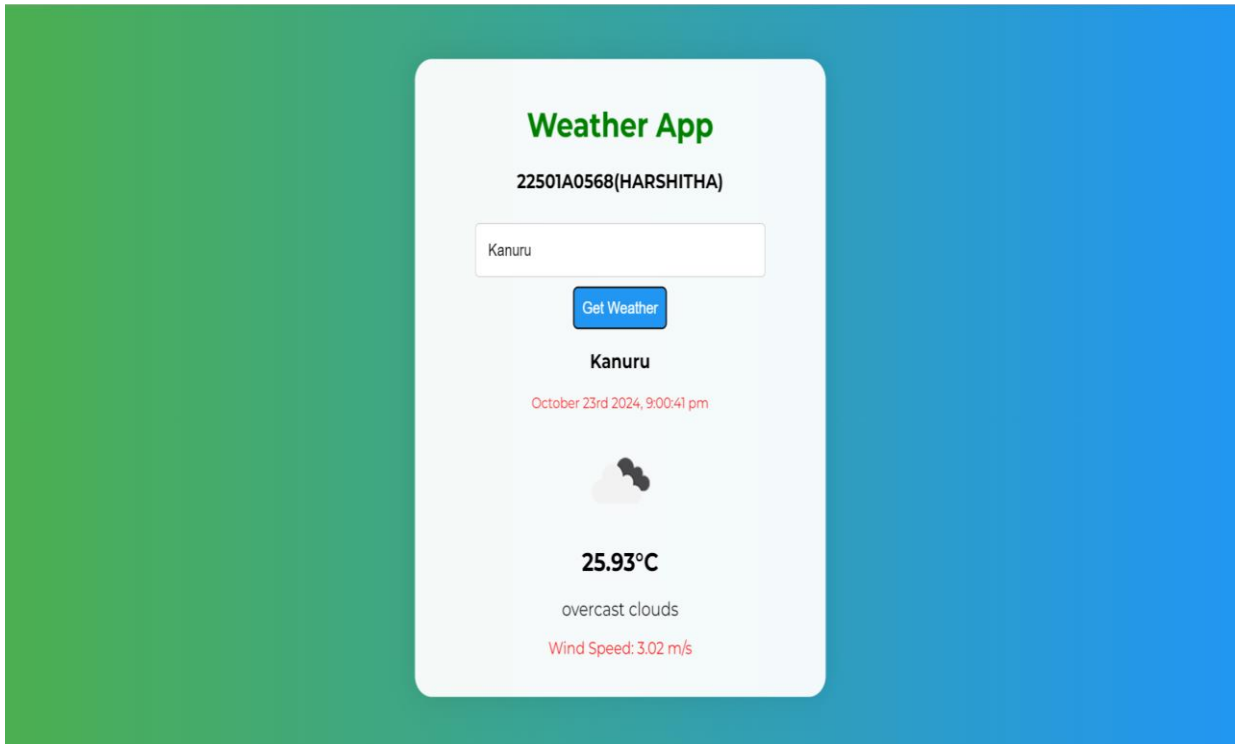 Weather App
22501A0568(HARSHITHA)
Kanuru
Get Weather
Kanuru
October 23rd 2024, 9:00:41 pm
25.93°C
overcast clouds
Wind Speed: 3.02 m/s